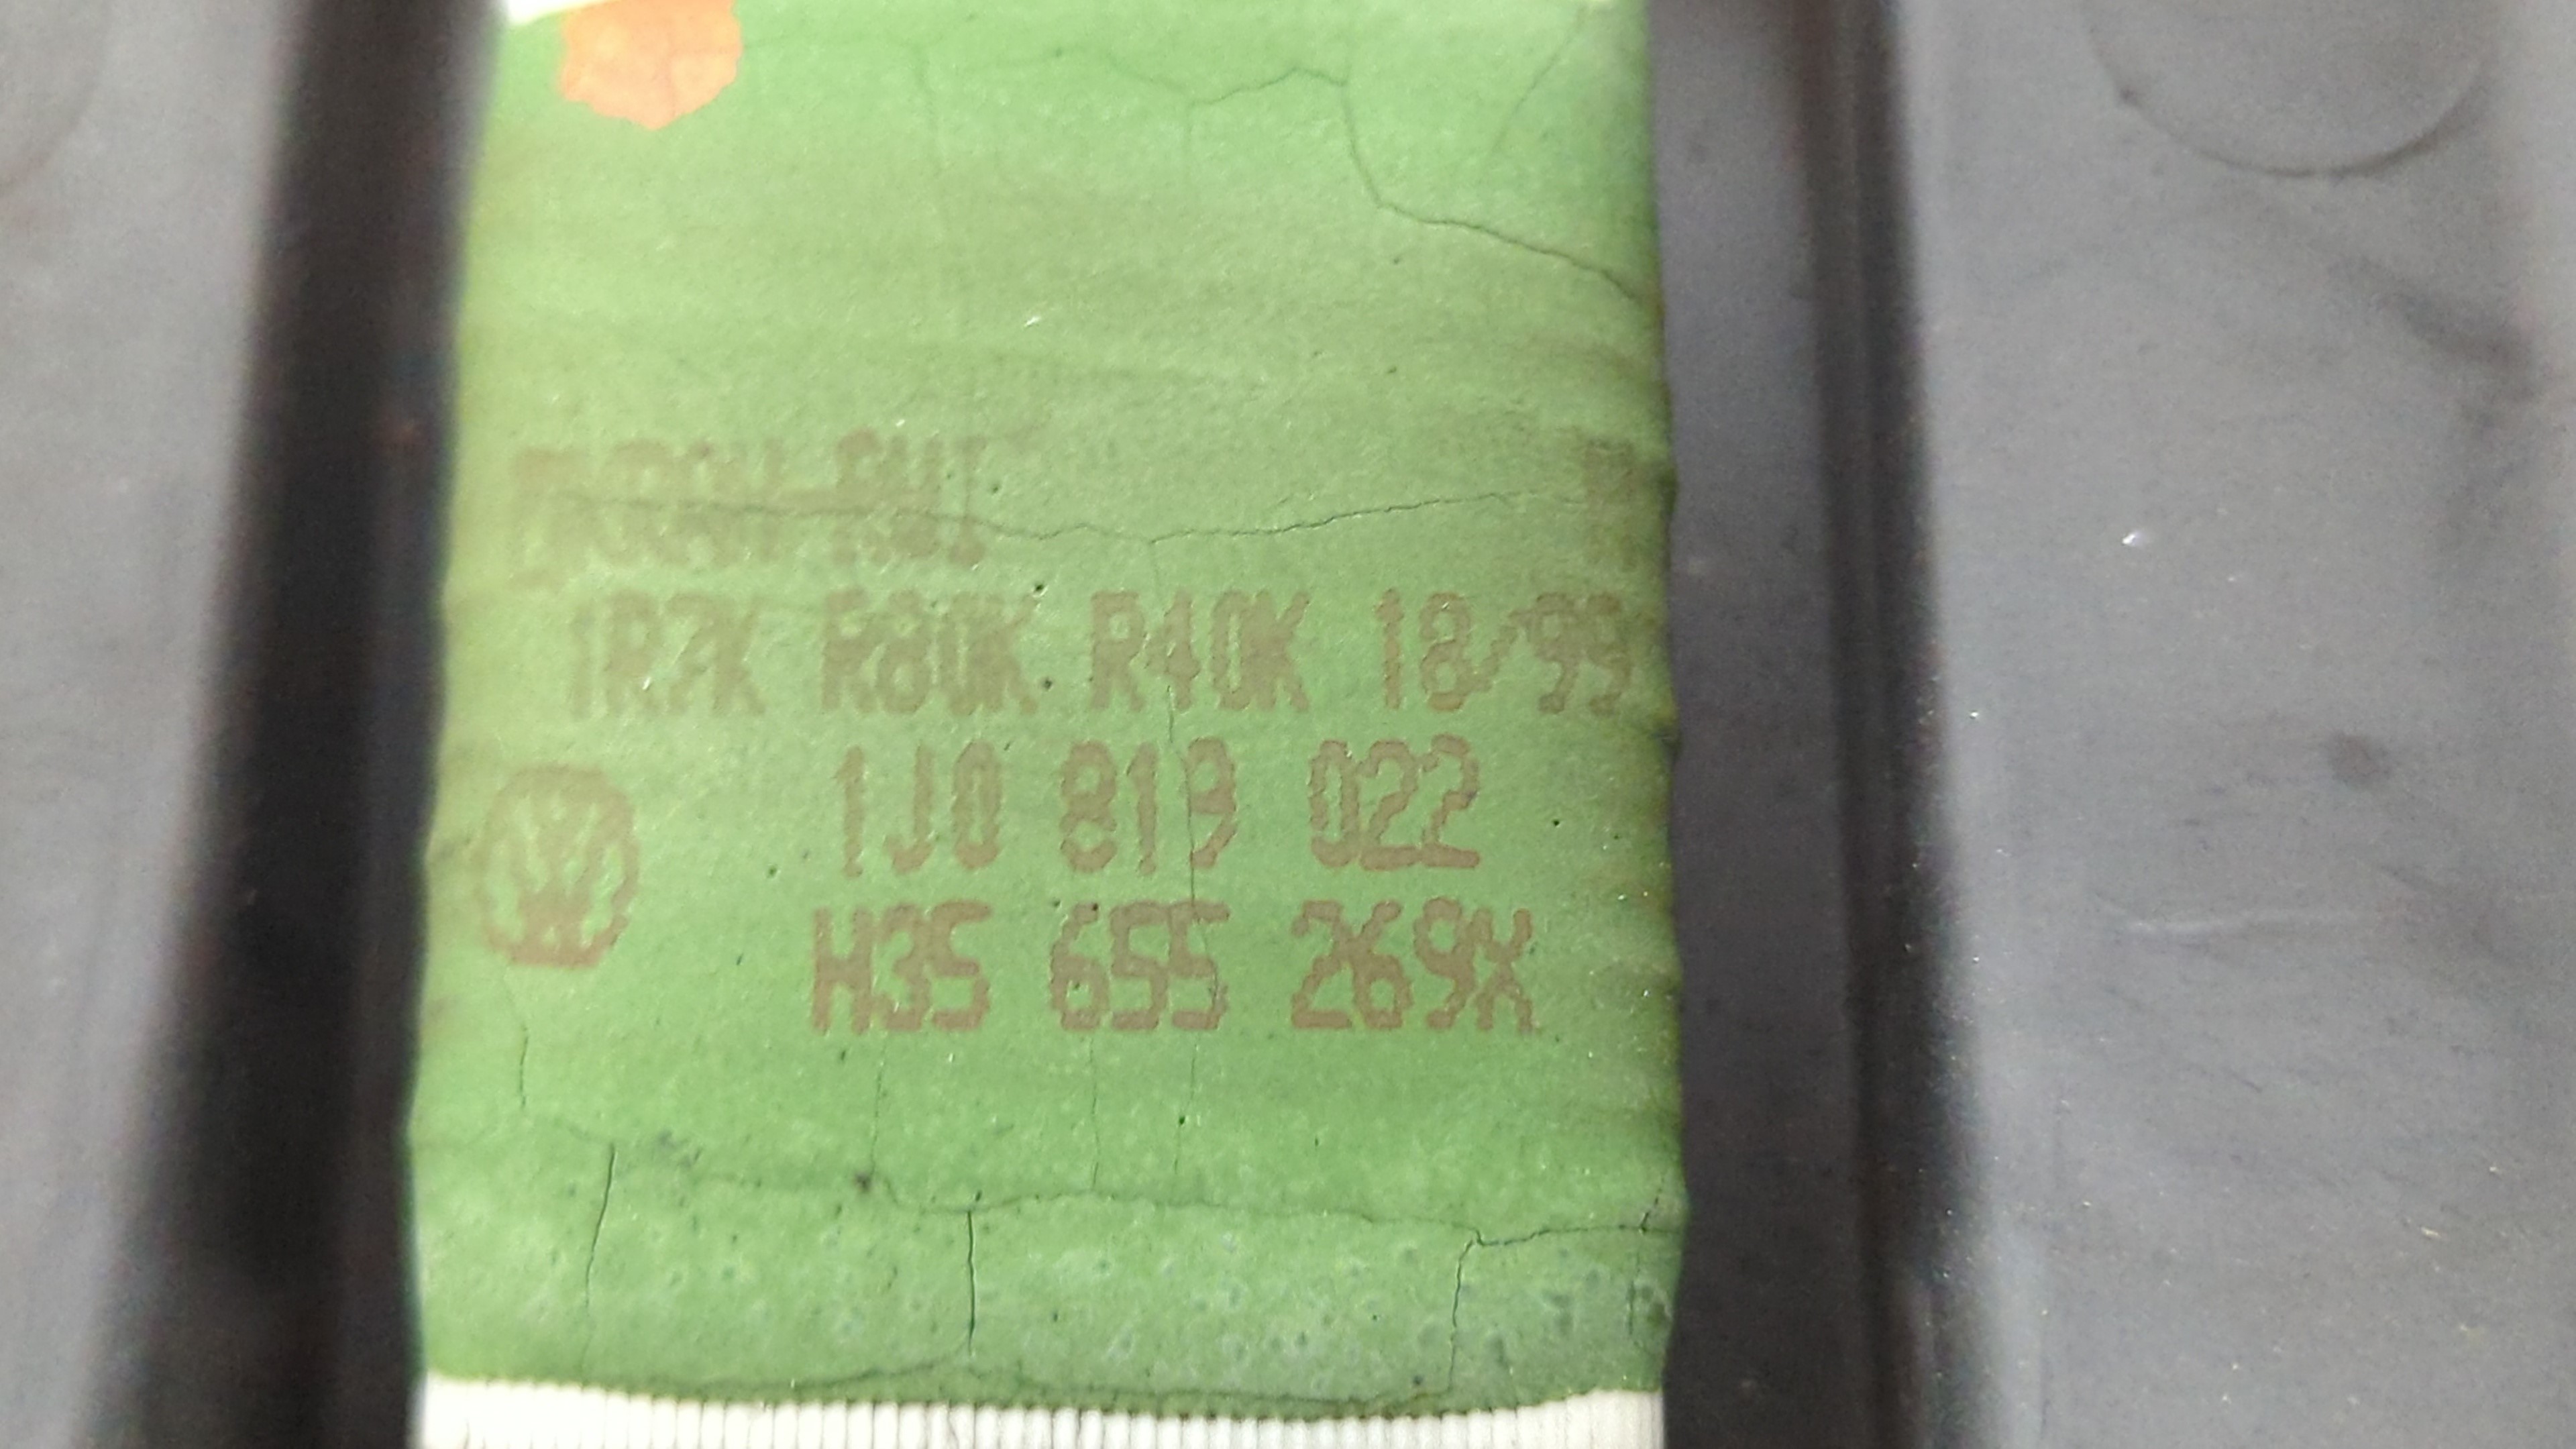 1R7K R80K R40K 18/99
1J0 819 022
H35 655 269X